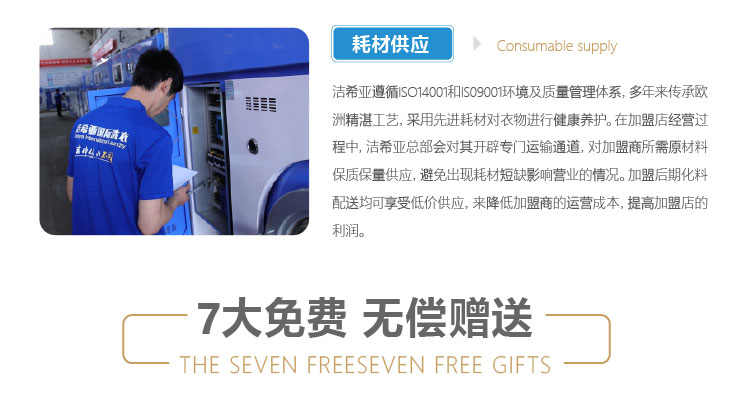 耗材供应
Consumable supply
洁希亚遵循ISO14001和IS09001环境及质量管理体系, 多年来传承欧
洲精湛工艺, 采用先进耗材对衣物进行健康养护。在加盟店经营过
程中, 洁希亚总部会对其开辟专门运输通道, 对加盟商所需原材料
保质保量供应, 避免出现耗材短缺影响营业的情况。加盟后期化料
配送均可享受低价供应, 来降低加盟商的运营成本, 提高加盟店的
利润。
洁希亚国际洗衣
7大免费 无偿赠送
THE SEVEN FREESEVEN FREE GIFTS